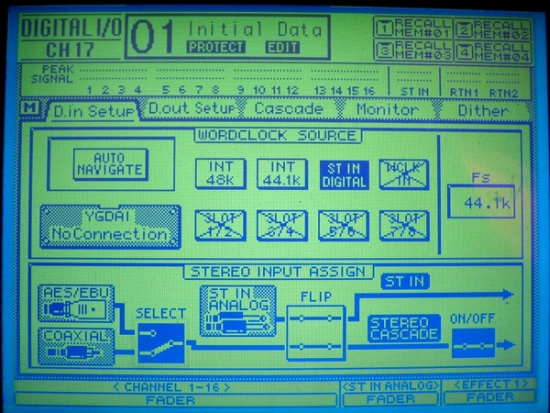 DIGITAL I/O
CH17
01 Initial Data
PROTECT EDIT
1 RECALL MEM#01
2 RECALL MEM#02
3 RECALL MEM#03
4 RECALL MEM#04
PEAK
SIGNAL
1 2 3 4 5 6 7 8 9 10 11 12 13 14 15 16 ST IN RTN1 RTN2
M D.in Setup D.out Setup Cascade Monitor Dither
WORDCLOCK SOURCE
AUTO NAVIGATE
INT 48k
INT 44.1k
ST IN DIGITAL
WCLK IN
Fs
44.1k
YGDAI
NoConnection
SLOT 1/2
SLOT 3/4
SLOT 5/6
SLOT 7/8
STEREO INPUT ASSIGN
AES/EBU
COAXIAL
SELECT
ST IN ANALOG
FLIP
ST IN
STEREO CASCADE
ON/OFF
< CHANNEL 1-16 > <ST IN ANALOG> <EFFECT 1>
FADER FADER FADER